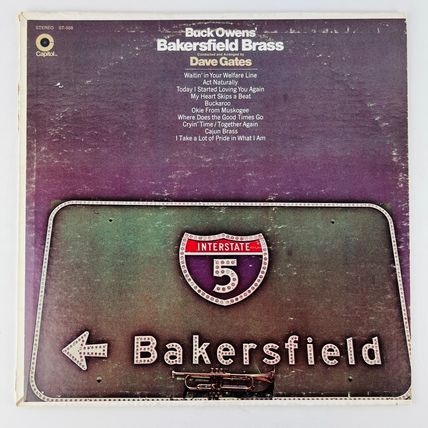 STEREO ST-
Capitol
Buck Owens'
Bakersfield Brass
Conducted and Arranged by
Dave Gates
Waitin' in Your Welfare Line
Act Naturally
Today I Started Loving You Again
My Heart Skips a Beat
Buckaroo
Okie From Muskogee
Where Does the Good Times Go
Cryin' Time / Together Again
Cajun Brass
I Take a Lot of Pride in What I Am
INTERSTATE
5
Bakersfield